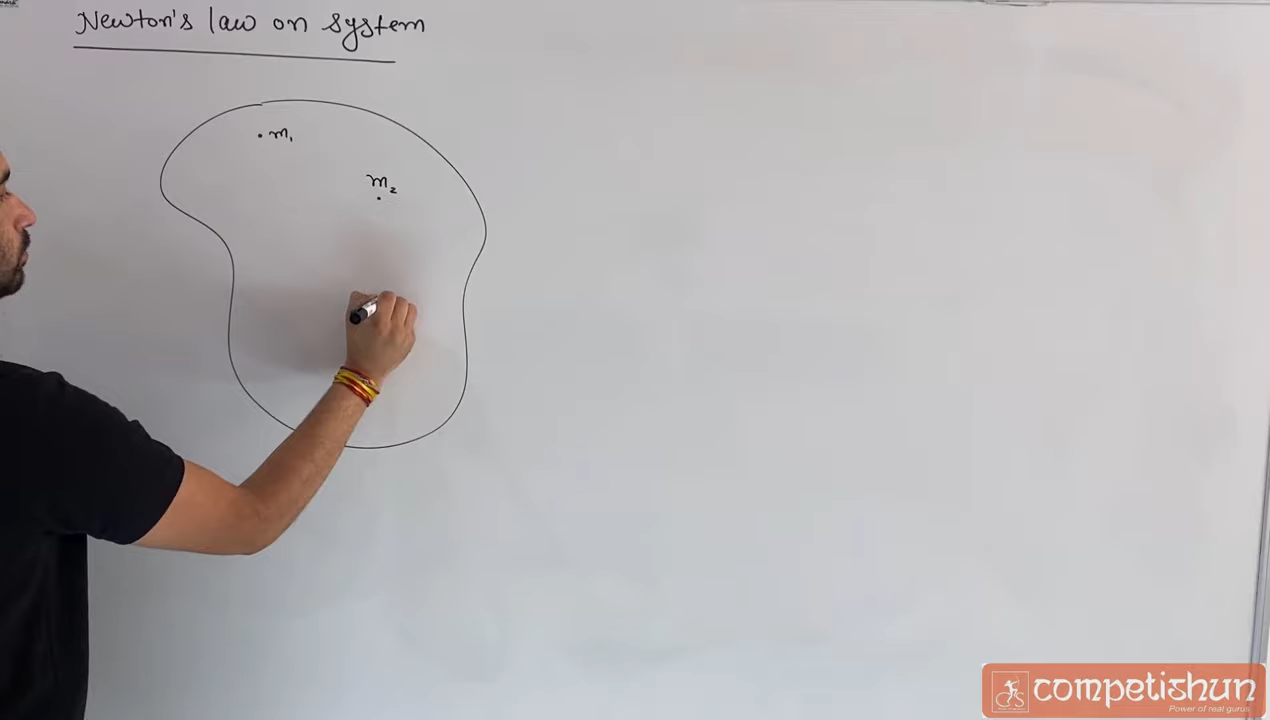 Newton's law on system
m₁
m₂
competishun
Power of real gurus